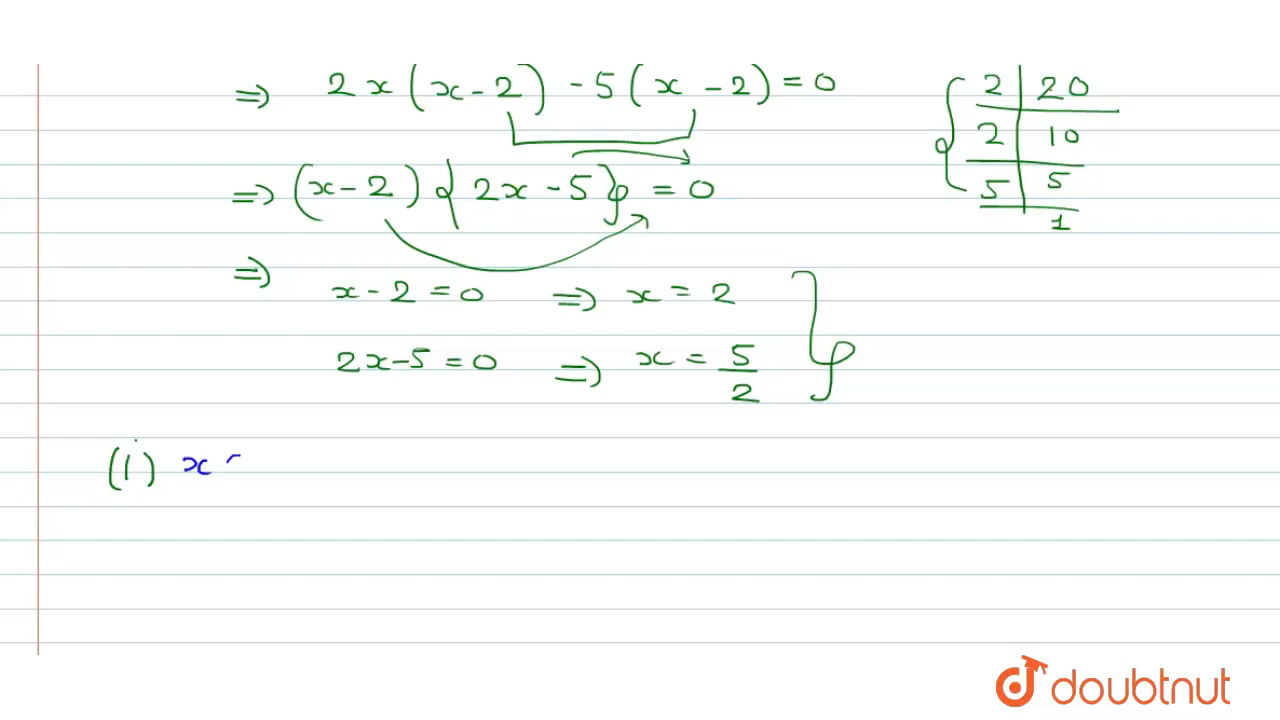 ⇒ 2x(x-2) -5(x-2)=0
⇒ (x-2){2x-5}=0
⇒
x-2=0 ⇒ x=2
2x-5=0 ⇒ x=5/2
2 | 20
2 | 10
5 | 5
1
(i) x
doubtnut